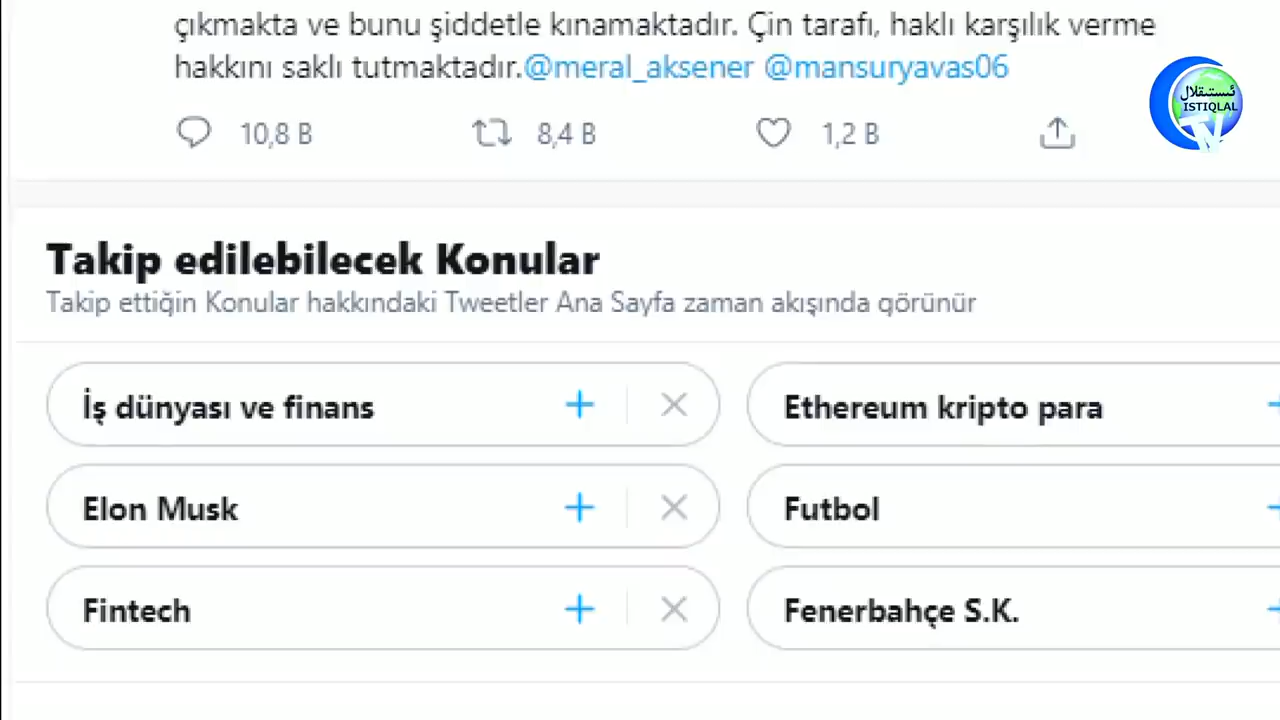 çıkmakta ve bunu şiddetle kınamaktadır. Çin tarafı, haklı karşılık verme
hakkını saklı tutmaktadır.@meral_aksener @mansuryavas06
ئىستىقلال
ISTIQLAL
TV
10,8 B 8,4 B 1,2 B
Takip edilebilecek Konular
Takip ettiğin Konular hakkındaki Tweetler Ana Sayfa zaman akışında görünür
İş dünyası ve finans
Ethereum kripto para
Elon Musk
Futbol
Fintech
Fenerbahçe S.K.